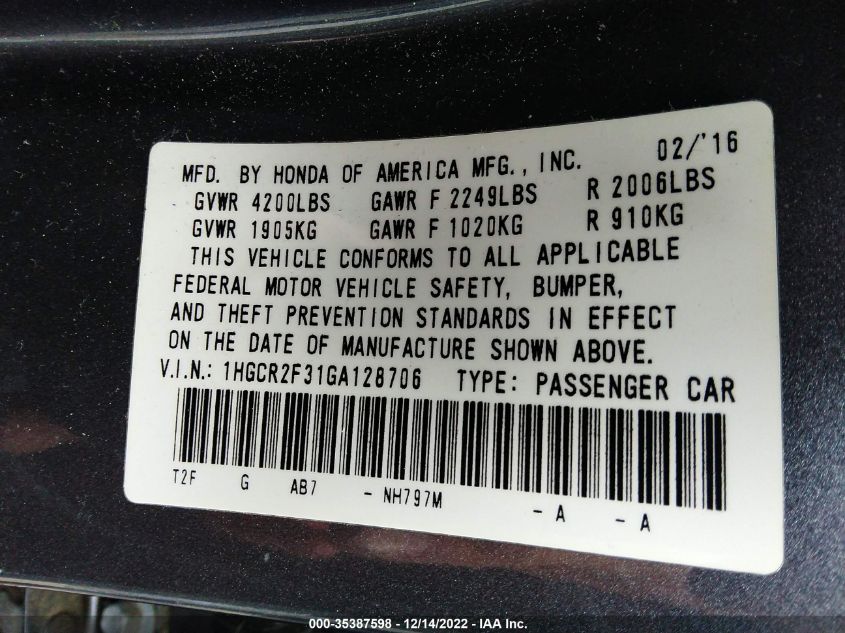 02/'16
MFD. BY HONDA OF AMERICA MFG., INC.
GVWR 4200LBS GAWR F 2249LBS R 2006LBS
GVWR 1905KG GAWR F 1020KG R 910KG
THIS VEHICLE CONFORMS TO ALL APPLICABLE
FEDERAL MOTOR VEHICLE SAFETY, BUMPER,
AND THEFT PREVENTION STANDARDS IN EFFECT
ON THE DATE OF MANUFACTURE SHOWN ABOVE.
V.I.N.: 1HGCR2F31GA128706 TYPE: PASSENGER CAR
T2F G AB7 - NH797M - A - A
000-35387598 - 12/14/2022 - IAA Inc.